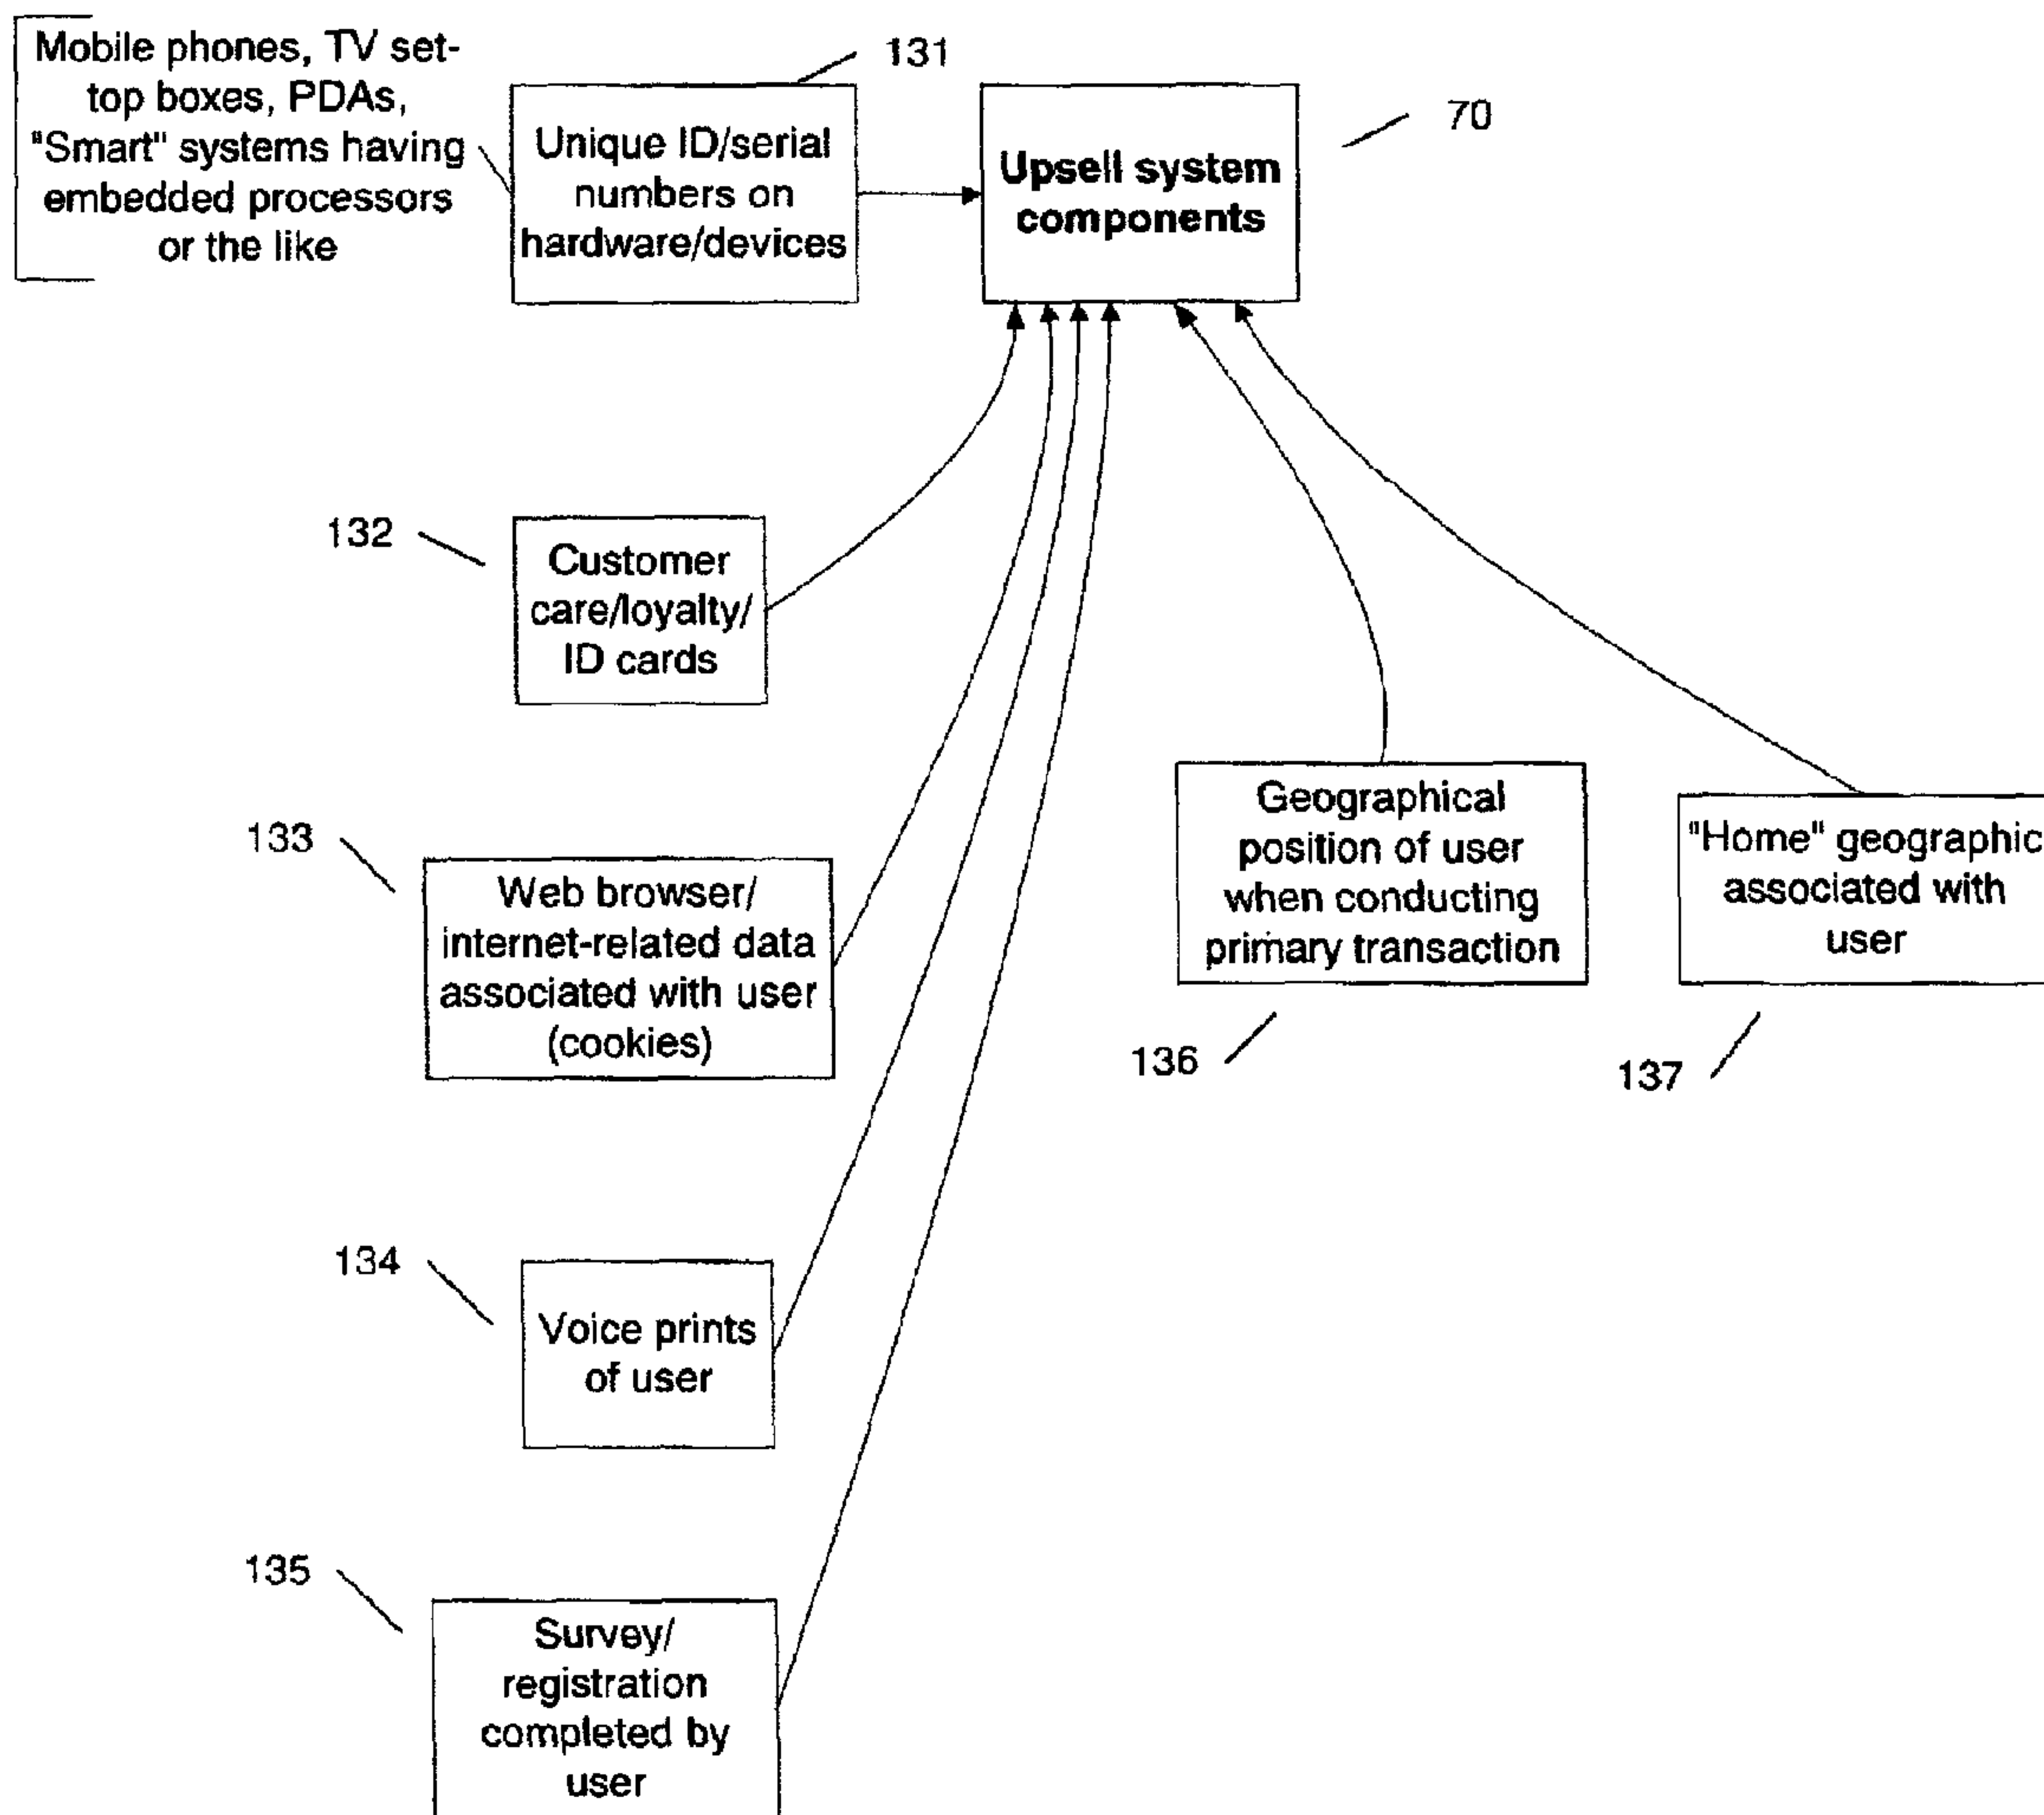 Mobile phones, TV set-
top boxes, PDAs,
"Smart" systems having
embedded processors
or the like
131
Unique ID/serial
numbers on
hardware/devices
70
Upsell system
components
132
Customer
care/loyalty/
ID cards
133
Web browser/
internet-related data
associated with user
(cookies)
134
Voice prints
of user
135
Survey/
registration
completed by
user
Geographical
position of user
when conducting
primary transaction
136
"Home" geographic
associated with
user
137